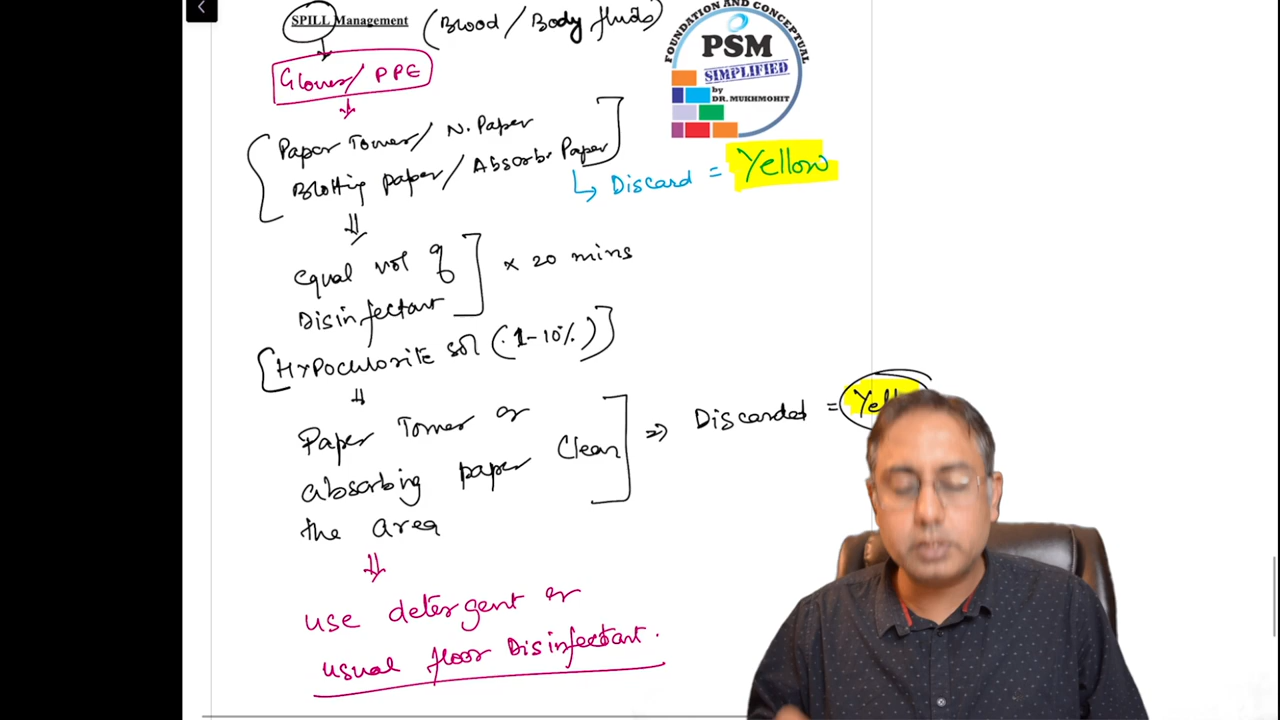 SPILL Management (Blood / Body fluids)
Gloves / PPE
Paper Towel / N. Paper
Blotting paper / Absorb. Paper
Discard = Yellow
equal vol of
Disinfectant
× 20 mins
[Hypochlorite sol (.1-10%)]
Paper Towel or
absorbing paper Clean
the area
⇒ Discarded =
use detergent or
usual floor Disinfectant.
FOUNDATION AND CONCEPTUAL
PSM
SIMPLIFIED
by
DR. MUKHMOHIT